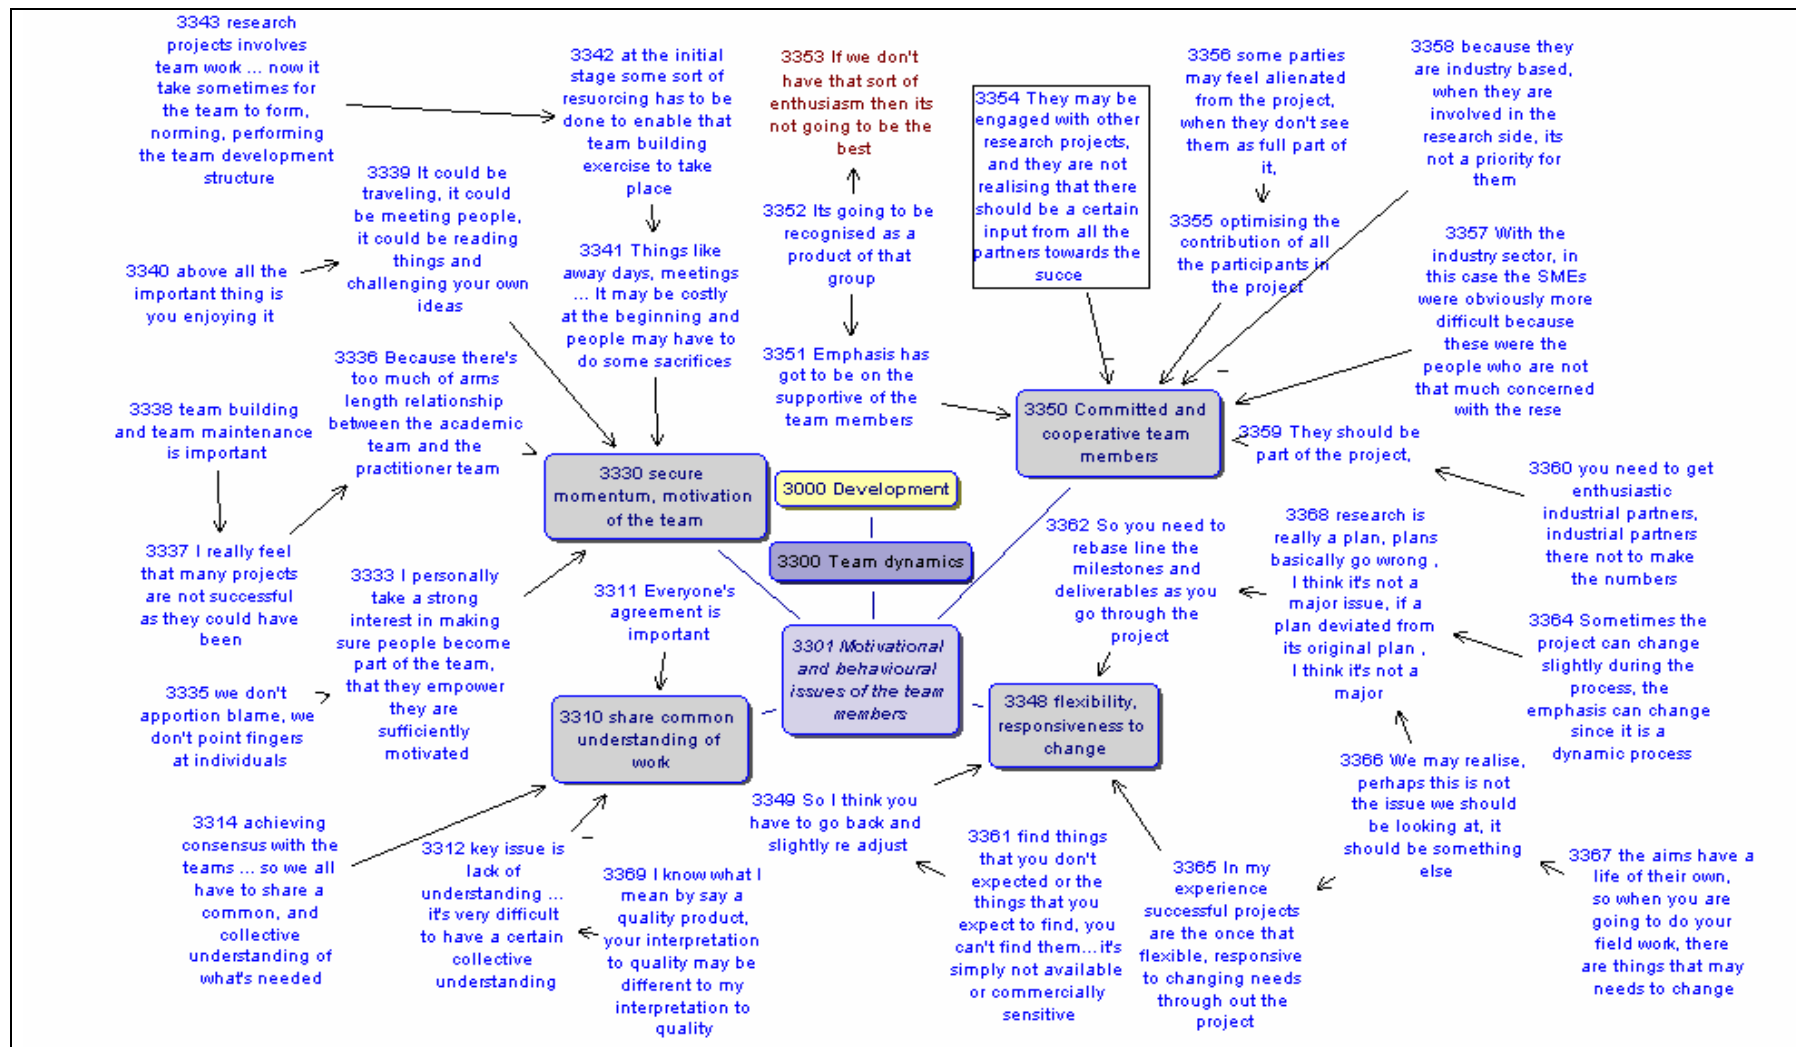 3343 research
projects involves
team work ... now it
take sometimes for
the team to form,
norming, performing
the team development
structure
3342 at the initial
stage some sort of
resuorcing has to be
done to enable that
team building
exercise to take
place
3353 If we don't
have that sort of
enthusiasm then its
not going to be the
best
3354 They may be
engaged with other
research projects,
and they are not
realising that there
should be a certain
input from all the
partners towards the
succe
3356 some parties
may feel alienated
from the project,
when they don't see
them as full part of
it,
3358 because they
are industry based,
when they are
involved in the
research side, its
not a priority for
them
3339 It could be
traveling, it could
be meeting people,
it could be reading
things and
challenging your own
ideas
3340 above all the
important thing is
you enjoying it
3341 Things like
away days, meetings
... It may be costly
at the beginning and
people may have to
do some sacrifices
3352 Its going to be
recognised as a
product of that
group
3355 optimising the
contribution of all
the participants in
the project
3357 With the
industry sector, in
this case the SMEs
were obviously more
difficult because
these were the
people who are not
that much concerned
with the rese
3336 Because there's
too much of arms
length relationship
between the academic
team and the
practitioner team
3351 Emphasis has
got to be on the
supportive of the
team members
3338 team building
and team maintenance
is important
3350 Committed and
cooperative team
members
3359 They should be
part of the project,
3330 secure
momentum, motivation
of the team
3000 Development
3360 you need to get
enthusiastic
industrial partners,
industrial partners
there not to make
the numbers
3300 Team dynamics
3362 So you need to
rebase line the
milestones and
deliverables as you
go through the
project
3368 research is
really a plan, plans
basically go wrong ,
I think it's not a
major issue, if a
plan deviated from
its original plan ,
I think it's not a
major
3337 I really feel
that many projects
are not successful
as they could have
been
3333 I personally
take a strong
interest in making
sure people become
part of the team,
that they empower
they are
sufficiently
motivated
3311 Everyone's
agreement is
important
3301 Motivational
and behavioural
issues of the team
members
3364 Sometimes the
project can change
slightly during the
process, the
emphasis can change
since it is a
dynamic process
3335 we don't
apportion blame, we
don't point fingers
at individuals
3310 share common
understanding of
work
3348 flexibility,
responsiveness to
change
3366 We may realise,
perhaps this is not
the issue we should
be looking at, it
should be something
else
3349 So I think you
have to go back and
slightly re adjust
3314 achieving
consensus with the
teams ... so we all
have to share a
common, and
collective
understanding of
what's needed
3312 key issue is
lack of
understanding ...
it's very difficult
to have a certain
collective
understanding
3369 I know what I
mean by say a
quality product,
your interpretation
to quality may be
different to my
interpretation to
quality
3361 find things
that you don't
expected or the
things that you
expect to find, you
can't find them... it's
simply not available
or commercially
sensitive
3365 In my
experience
successful projects
are the once that
flexible, responsive
to changing needs
through out the
project
3367 the aims have a
life of their own,
so when you are
going to do your
field work, there
are things that may
needs to change